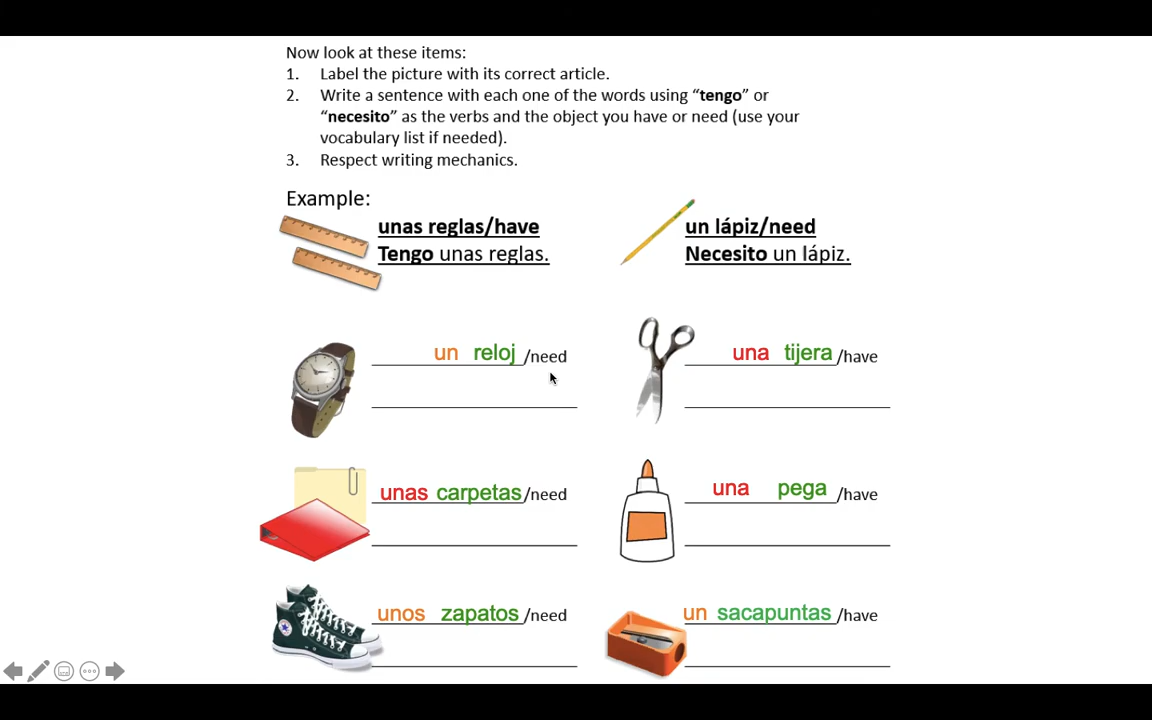 Now look at these items:
1. Label the picture with its correct article.
2. Write a sentence with each one of the words using “tengo” or
“necesito” as the verbs and the object you have or need (use your
vocabulary list if needed).
3. Respect writing mechanics.
Example:
unas reglas/have
Tengo unas reglas.
un lápiz/need
Necesito un lápiz.
un reloj /need
una tijera /have
unas carpetas /need
una pega /have
unos zapatos /need
un sacapuntas /have